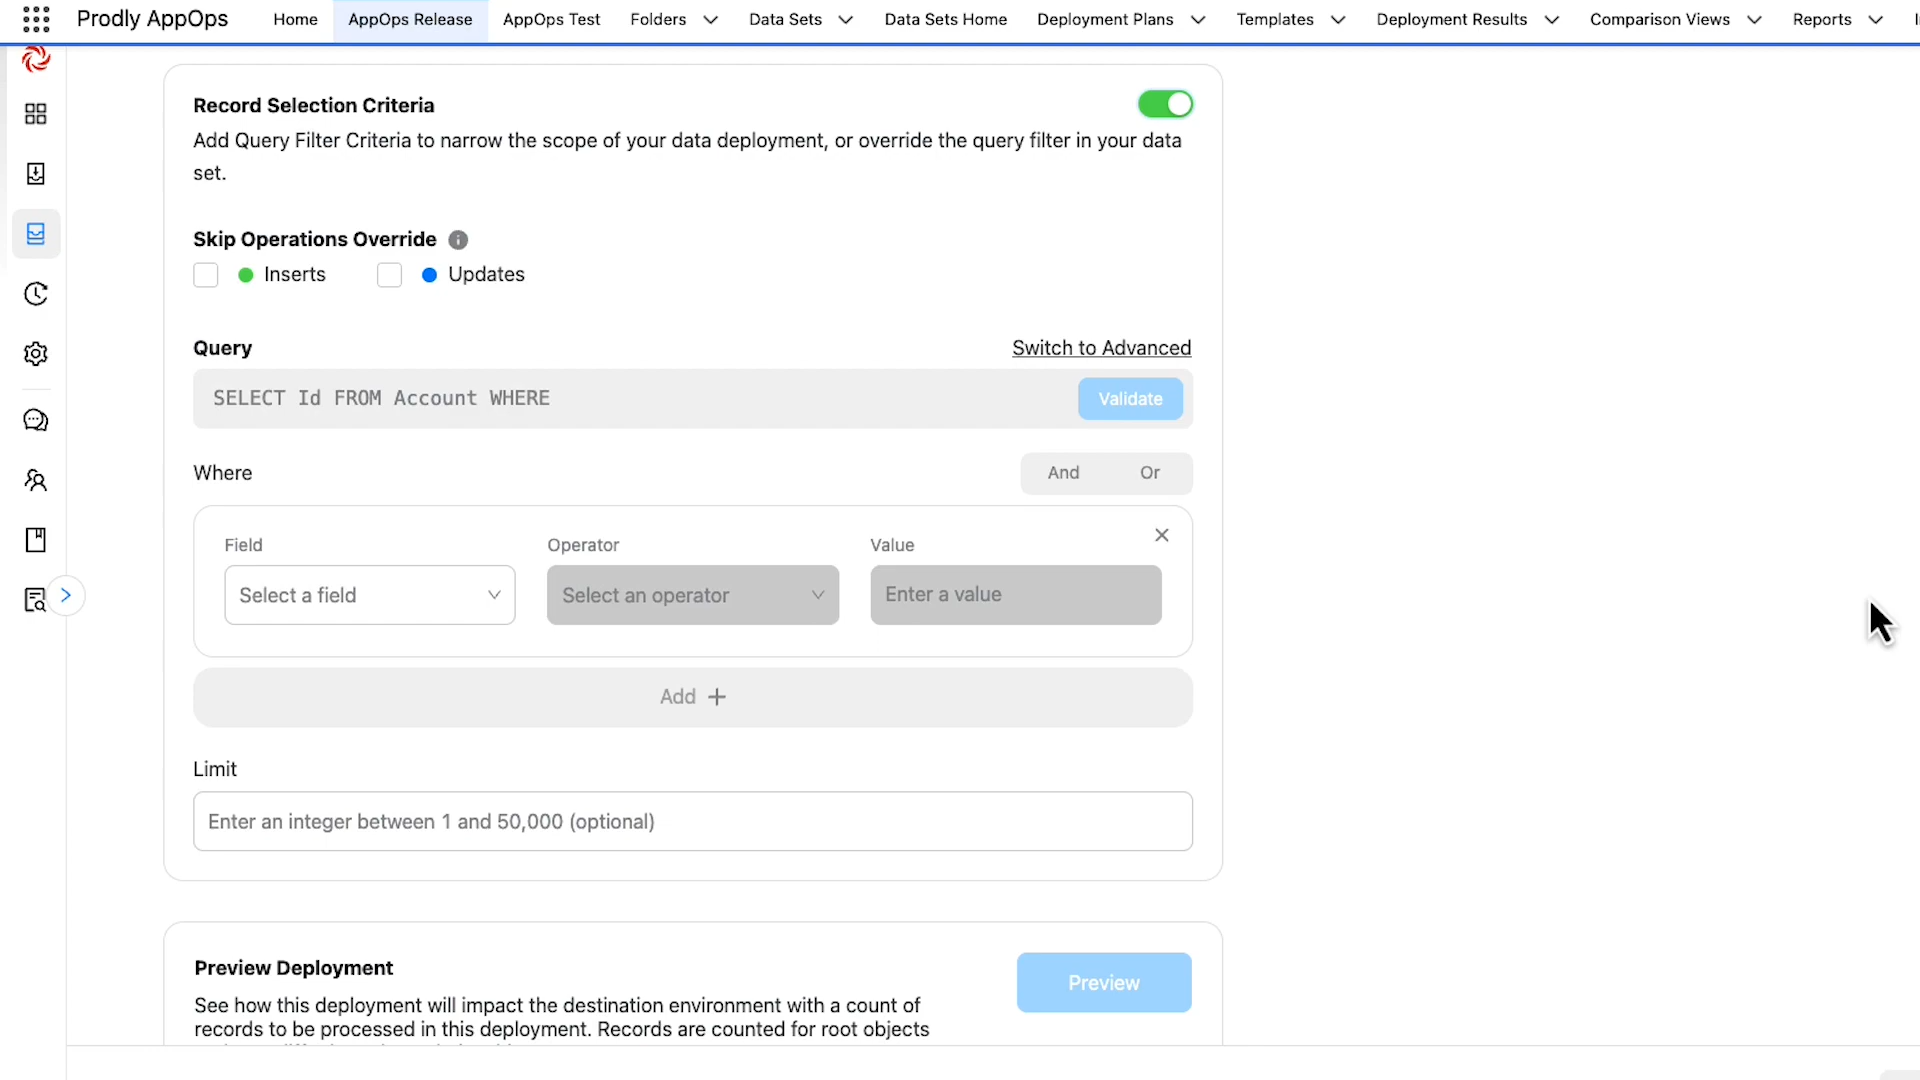 Prodly AppOps
Home AppOps Release AppOps Test Folders Data Sets Data Sets Home Deployment Plans Templates Deployment Results Comparison Views Reports
Record Selection Criteria
Add Query Filter Criteria to narrow the scope of your data deployment, or override the query filter in your data
set.
Skip Operations Override
Inserts Updates
Query Switch to Advanced
SELECT Id FROM Account WHERE Validate
Where And Or
Field Operator Value
Select a field Select an operator Enter a value
Add +
Limit
Enter an integer between 1 and 50,000 (optional)
Preview Deployment Preview
See how this deployment will impact the destination environment with a count of
records to be processed in this deployment. Records are counted for root objects